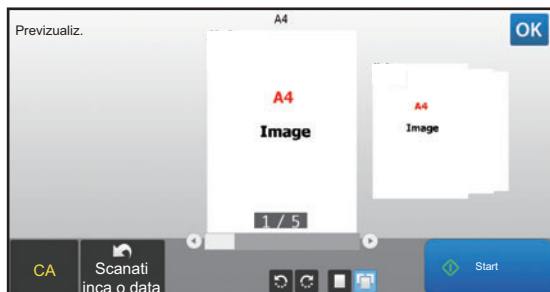 A4
Previzualiz.
OK
A4
Image
A4
Image
1 / 5
CA
Scanati
inca o data
Start